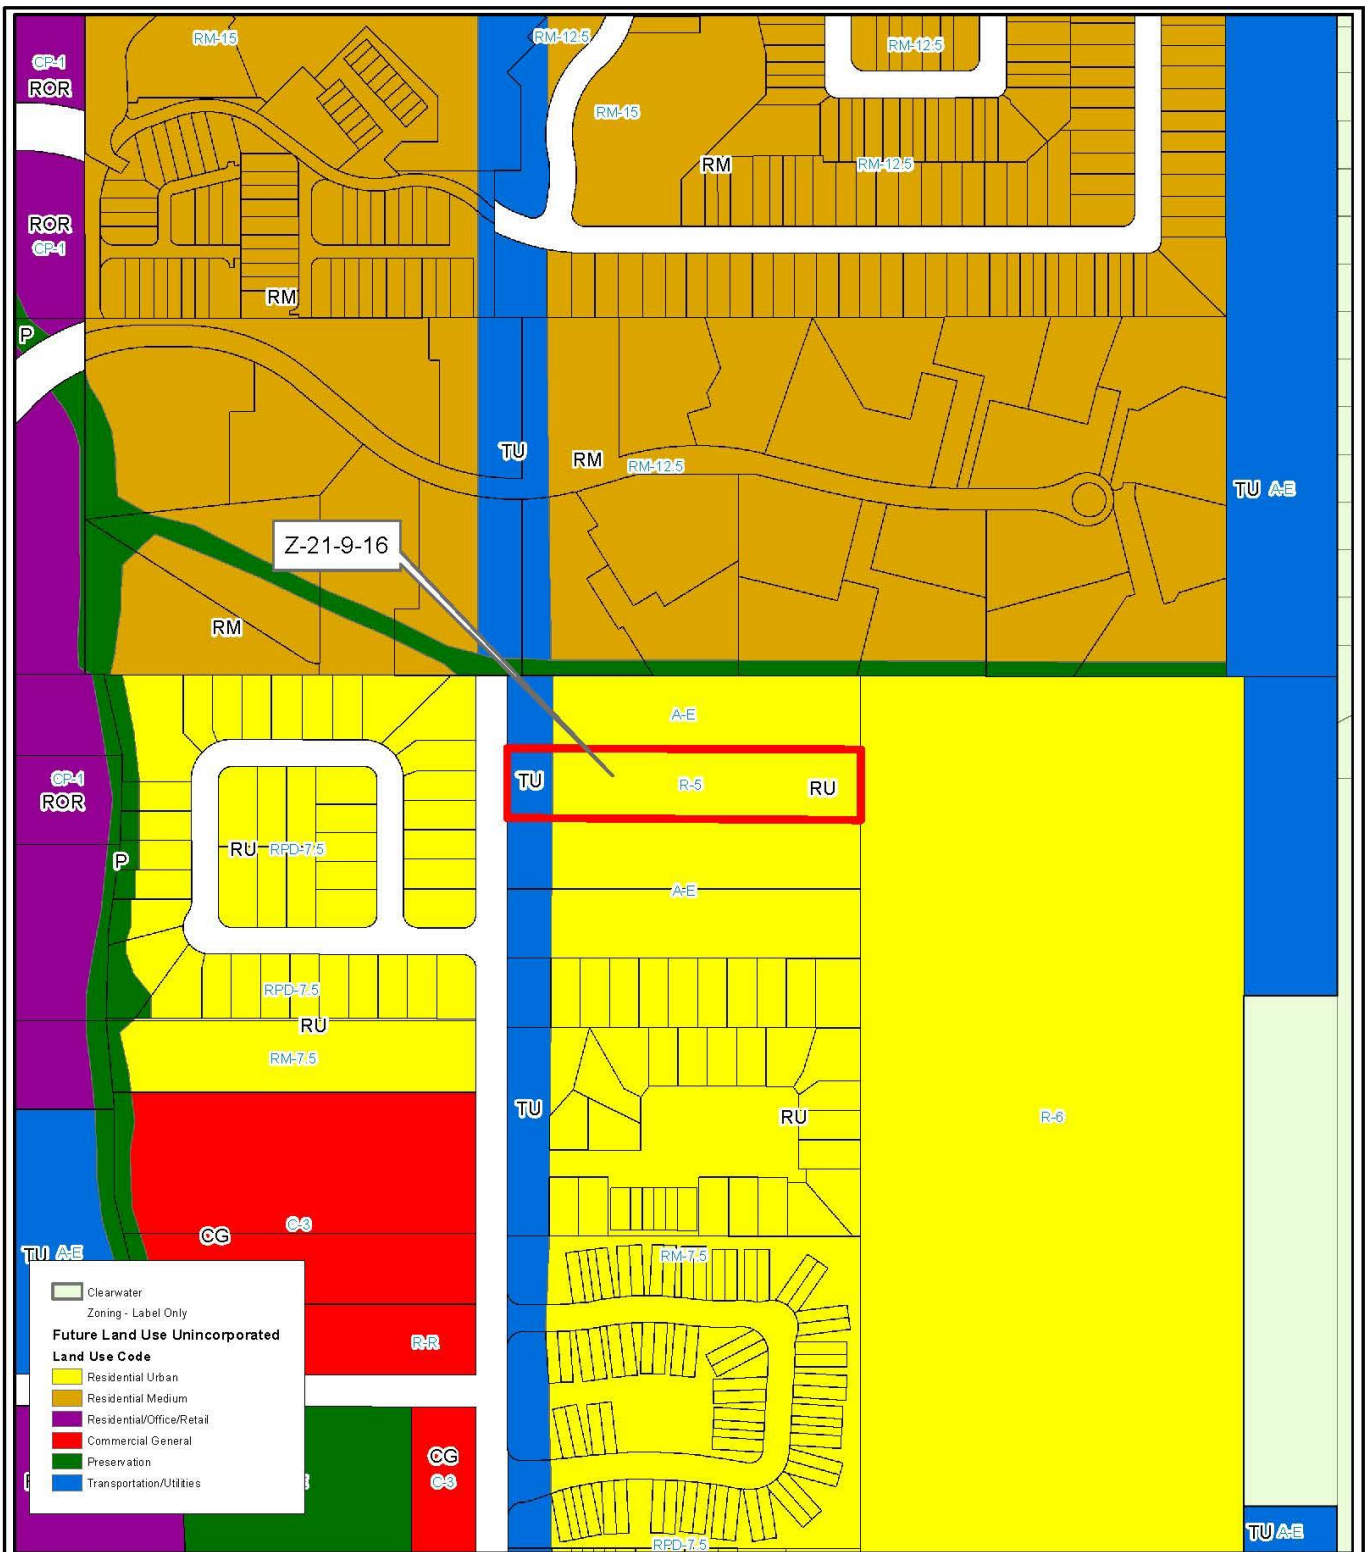 RM-15
RM-12.5
RM-12.5
CP-1
ROR
RM-15
RM
RM-12.5
ROR
CP-1
RM
P
TU
RM
RM-12.5
TU A-E
Z-21-9-16
RM
A-E
CP-1
ROR
TU
R-5
RU
RU
RPD-7.5
P
A-E
RPD-7.5
RU
RM-7.5
TU
RU
R-6
CG
C-3
TU A-E
RM-7.5
R-R
Clearwater
Zoning - Label Only
Future Land Use Unincorporated
Land Use Code
Residential Urban
Residential Medium
Residential/Office/Retail
Commercial General
Preservation
Transportation/Utilities
CG
C-3
RPD-7.5
TU A-E